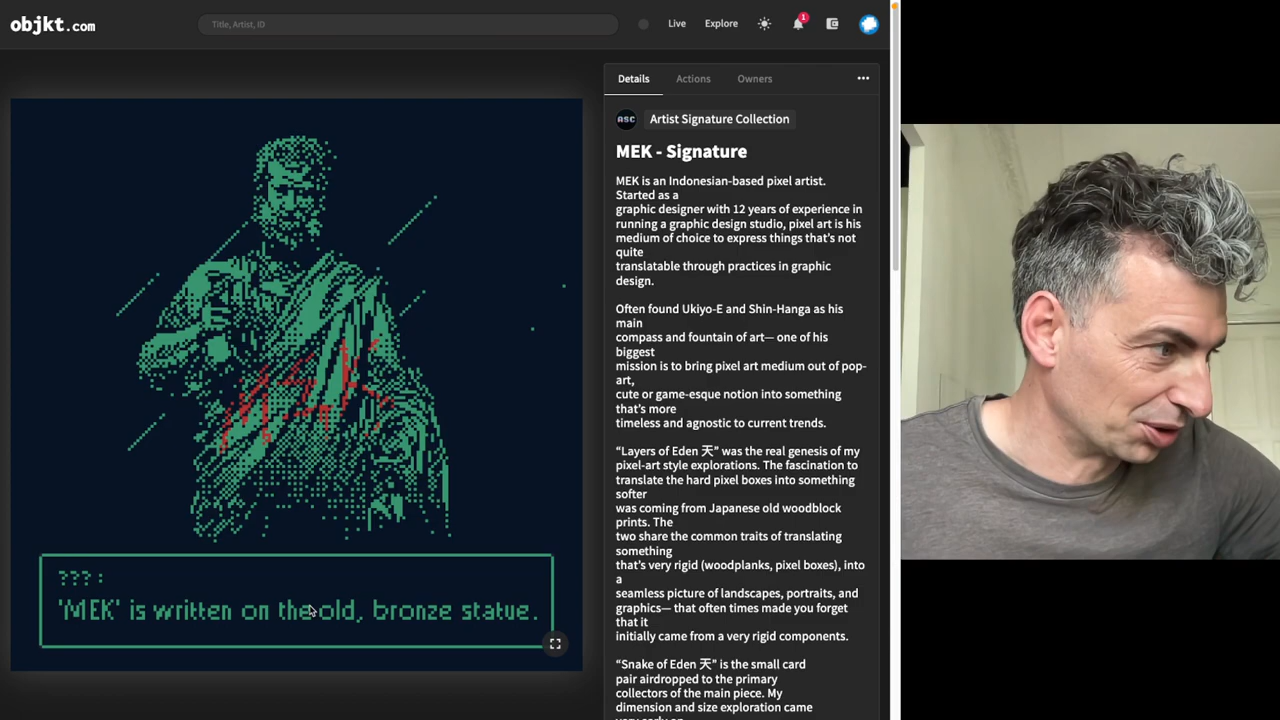 objkt.com
Title, Artist, ID
Live
Explore
1
Details
Actions
Owners
ASC
Artist Signature Collection
MEK - Signature
MEK is an Indonesian-based pixel artist.
Started as a
graphic designer with 12 years of experience in
running a graphic design studio, pixel art is his
medium of choice to express things that's not
quite
translatable through practices in graphic
design.
Often found Ukiyo-E and Shin-Hanga as his
main
compass and fountain of art— one of his
biggest
mission is to bring pixel art medium out of pop-
art,
cute or game-esque notion into something
that's more
timeless and agnostic to current trends.
“Layers of Eden 天” was the real genesis of my
pixel-art style explorations. The fascination to
translate the hard pixel boxes into something
softer
was coming from Japanese old woodblock
prints. The
two share the common traits of translating
something
that's very rigid (woodplanks, pixel boxes), into
a
seamless picture of landscapes, portraits, and
graphics— that often times made you forget
that it
initially came from a very rigid components.
“Snake of Eden 天” is the small card
pair airdropped to the primary
collectors of the main piece. My
dimension and size exploration came
??? :
'MEK' is written on the old, bronze statue.